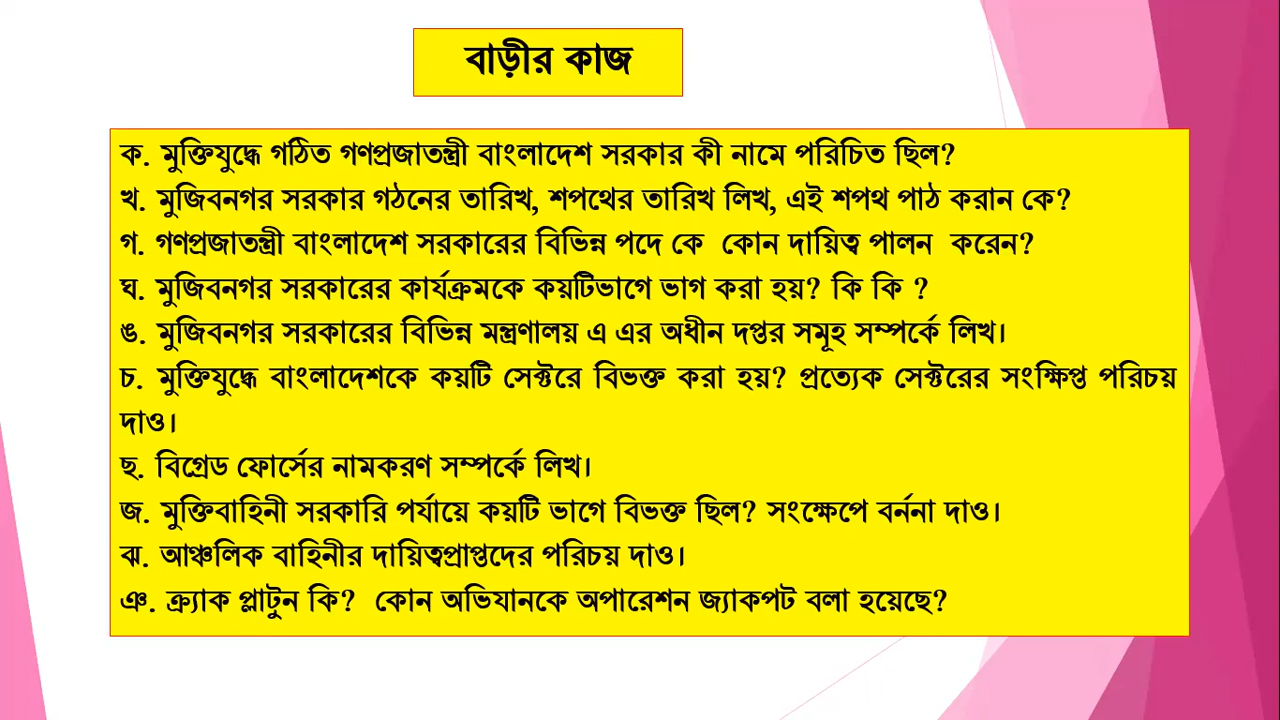 বাড়ীর কাজ
ক. মুক্তিযুদ্ধে গঠিত গণপ্রজাতন্ত্রী বাংলাদেশ সরকার কী নামে পরিচিত ছিল?
খ. মুজিবনগর সরকার গঠনের তারিখ, শপথের তারিখ লিখ, এই শপথ পাঠ করান কে?
গ. গণপ্রজাতন্ত্রী বাংলাদেশ সরকারের বিভিন্ন পদে কে কোন দায়িত্ব পালন করেন?
ঘ. মুজিবনগর সরকারের কার্যক্রমকে কয়টিভাগে ভাগ করা হয়? কি কি ?
ঙ. মুজিবনগর সরকারের বিভিন্ন মন্ত্রণালয় এ এর অধীন দপ্তর সমূহ সম্পর্কে লিখ।
চ. মুক্তিযুদ্ধে বাংলাদেশকে কয়টি সেক্টরে বিভক্ত করা হয়? প্রত্যেক সেক্টরের সংক্ষিপ্ত পরিচয়
দাও।
ছ. বিগ্রেড ফোর্সের নামকরণ সম্পর্কে লিখ।
জ. মুক্তিবাহিনী সরকারি পর্যায়ে কয়টি ভাগে বিভক্ত ছিল? সংক্ষেপে বর্ননা দাও।
ঝ. আঞ্চলিক বাহিনীর দায়িত্বপ্রাপ্তদের পরিচয় দাও।
ঞ. ক্র্যাক প্লাটুন কি? কোন অভিযানকে অপারেশন জ্যাকপট বলা হয়েছে?